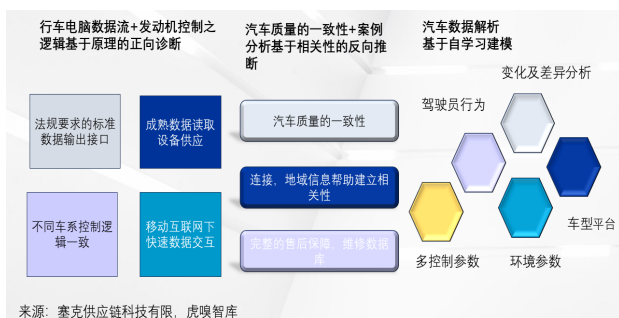 行车电脑数据流+发动机控制之
逻辑基于原理的正向诊断
法规要求的标准
数据输出接口
成熟数据读取
设备供应
不同车系控制逻
辑一致
移动互联网下
快速数据交互
汽车质量的一致性+案例
分析基于相关性的反向推
断
汽车质量的一致性
连接，地域信息帮助建立相
关性
完整的售后保障、维修数据
库
汽车数据解析
基于自学习建模
变化及差异分析
驾驶员行为
车型平台
多控制参数
环境参数
来源：塞克供应链科技有限，虎嗅智库